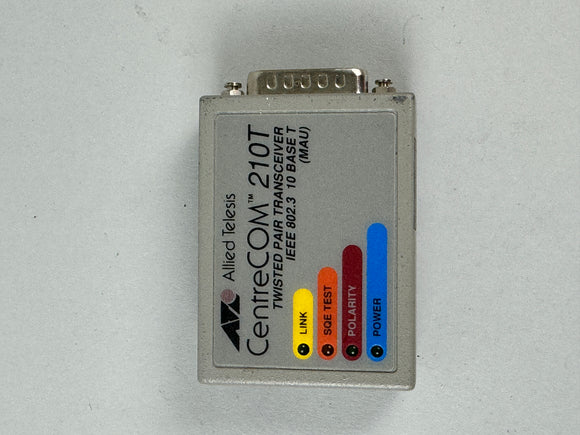 Allied Telesis
CentreCOM™ 210T
TWISTED PAIR TRANSCEIVER
IEEE 802.3 10 BASE T
(MAU)
LINK
SQE TEST
POLARITY
POWER